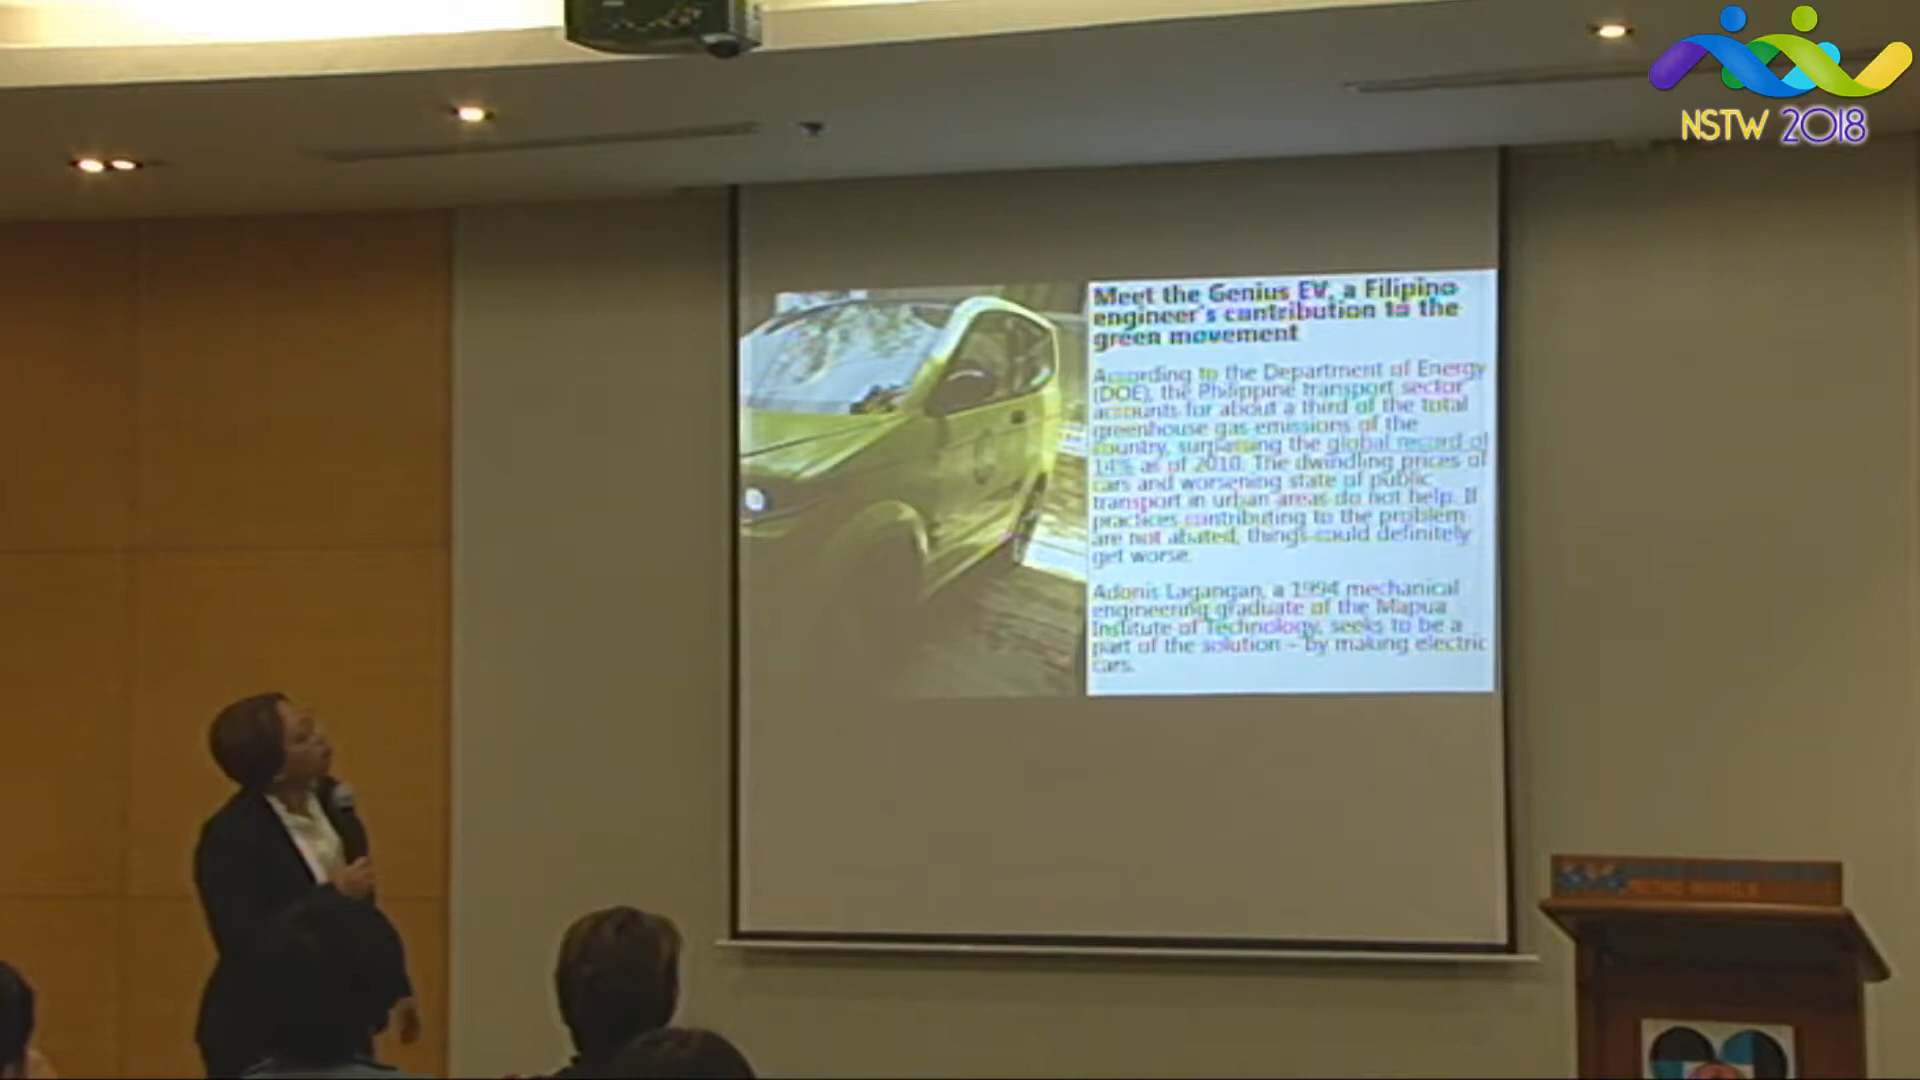 NSTW 2018
Meet the Genius EV, a Filipino
engineer's contribution to the
green movement
According to the Department of Energy
(DOE), the Philippine transport sector
accounts for about a third of the total
greenhouse gas emissions of the
country, surpassing the global record of
14% as of 2010. The dwindling prices of
cars and worsening state of public
transport in urban areas do not help. If
practices contributing to the problem
are not abated, things could definitely
get worse.
Adonis Lagangan, a 1994 mechanical
engineering graduate of the Mapua
Institute of Technology, seeks to be a
part of the solution – by making electric
cars.